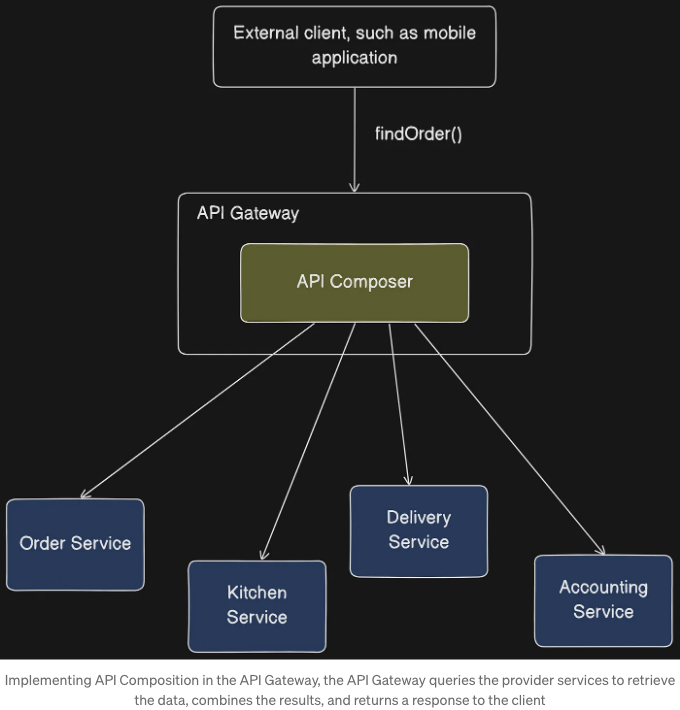 External client, such as mobile
application
findOrder()
API Gateway
API Composer
Order Service
Delivery
Service
Kitchen
Service
Accounting
Service
Implementing API Composition in the API Gateway, the API Gateway queries the provider services to retrieve
the data, combines the results, and returns a response to the client